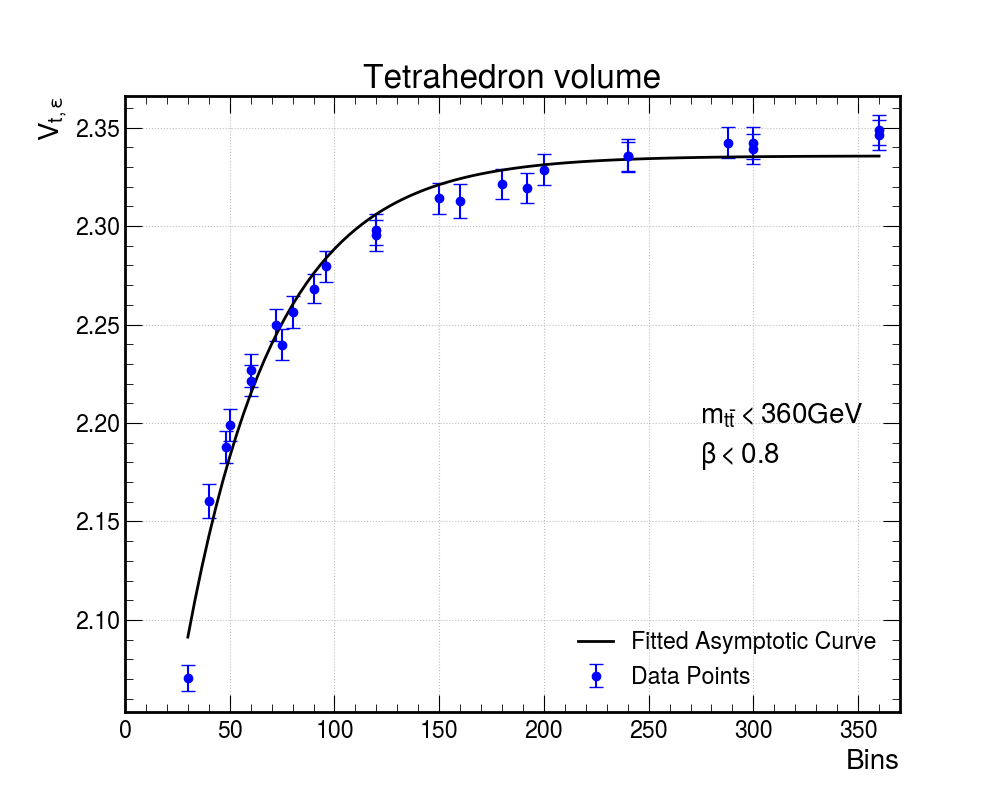 Tetrahedron volume
V_{t, ε}
2.35
2.30
2.25
2.20
2.15
2.10
m_{tt̄} < 360GeV
β < 0.8
Fitted Asymptotic Curve
Data Points
0 50 100 150 200 250 300 350
Bins